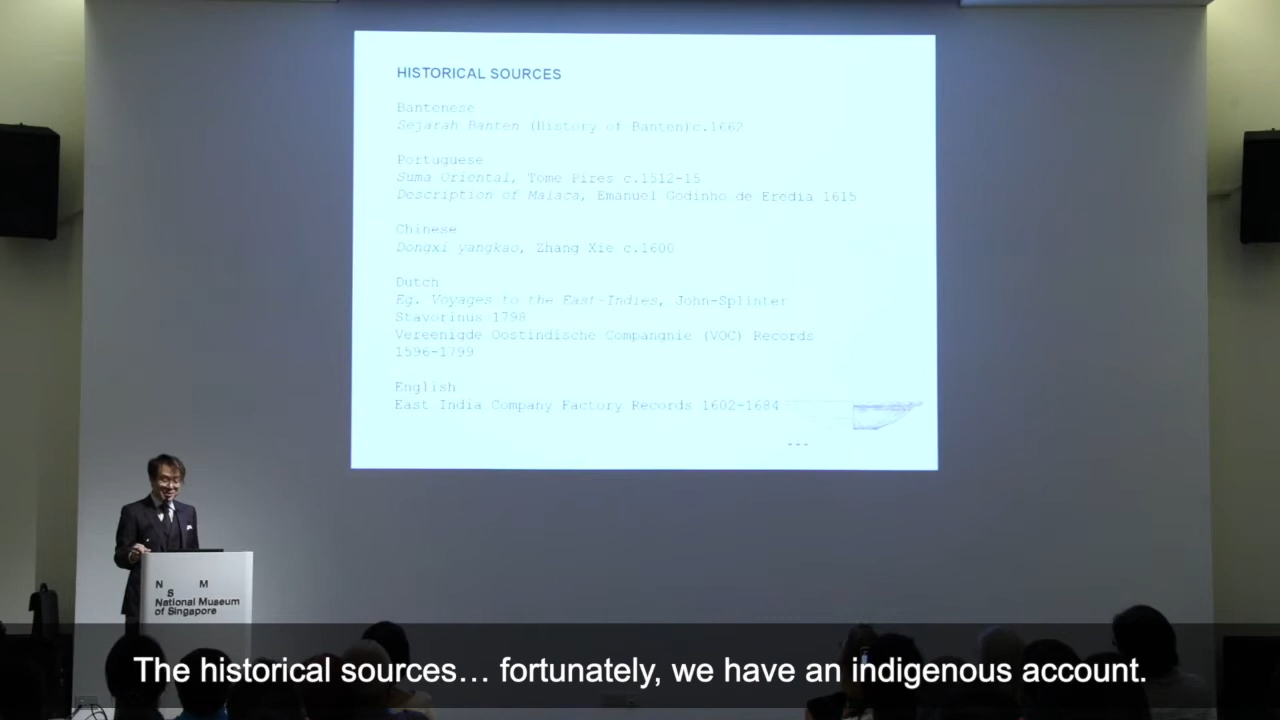 HISTORICAL SOURCES
Bantenese
Sejarah Banten (History of Banten)c.1662
Portuguese
Suma Oriental, Tome Pires c.1512-15
Description of Malaca, Emanuel Godinho de Eredia 1615
Chinese
Dongxi yangkao, Zhang Xie c.1600
Dutch
Eg. Voyages to the East-Indies, John-Splinter
Stavorinus 1798
Vereenigde Oostindische Compangnie (VOC) Records
1596-1799
English
East India Company Factory Records 1602-1684
N M
S
National Museum
of Singapore
The historical sources... fortunately, we have an indigenous account.